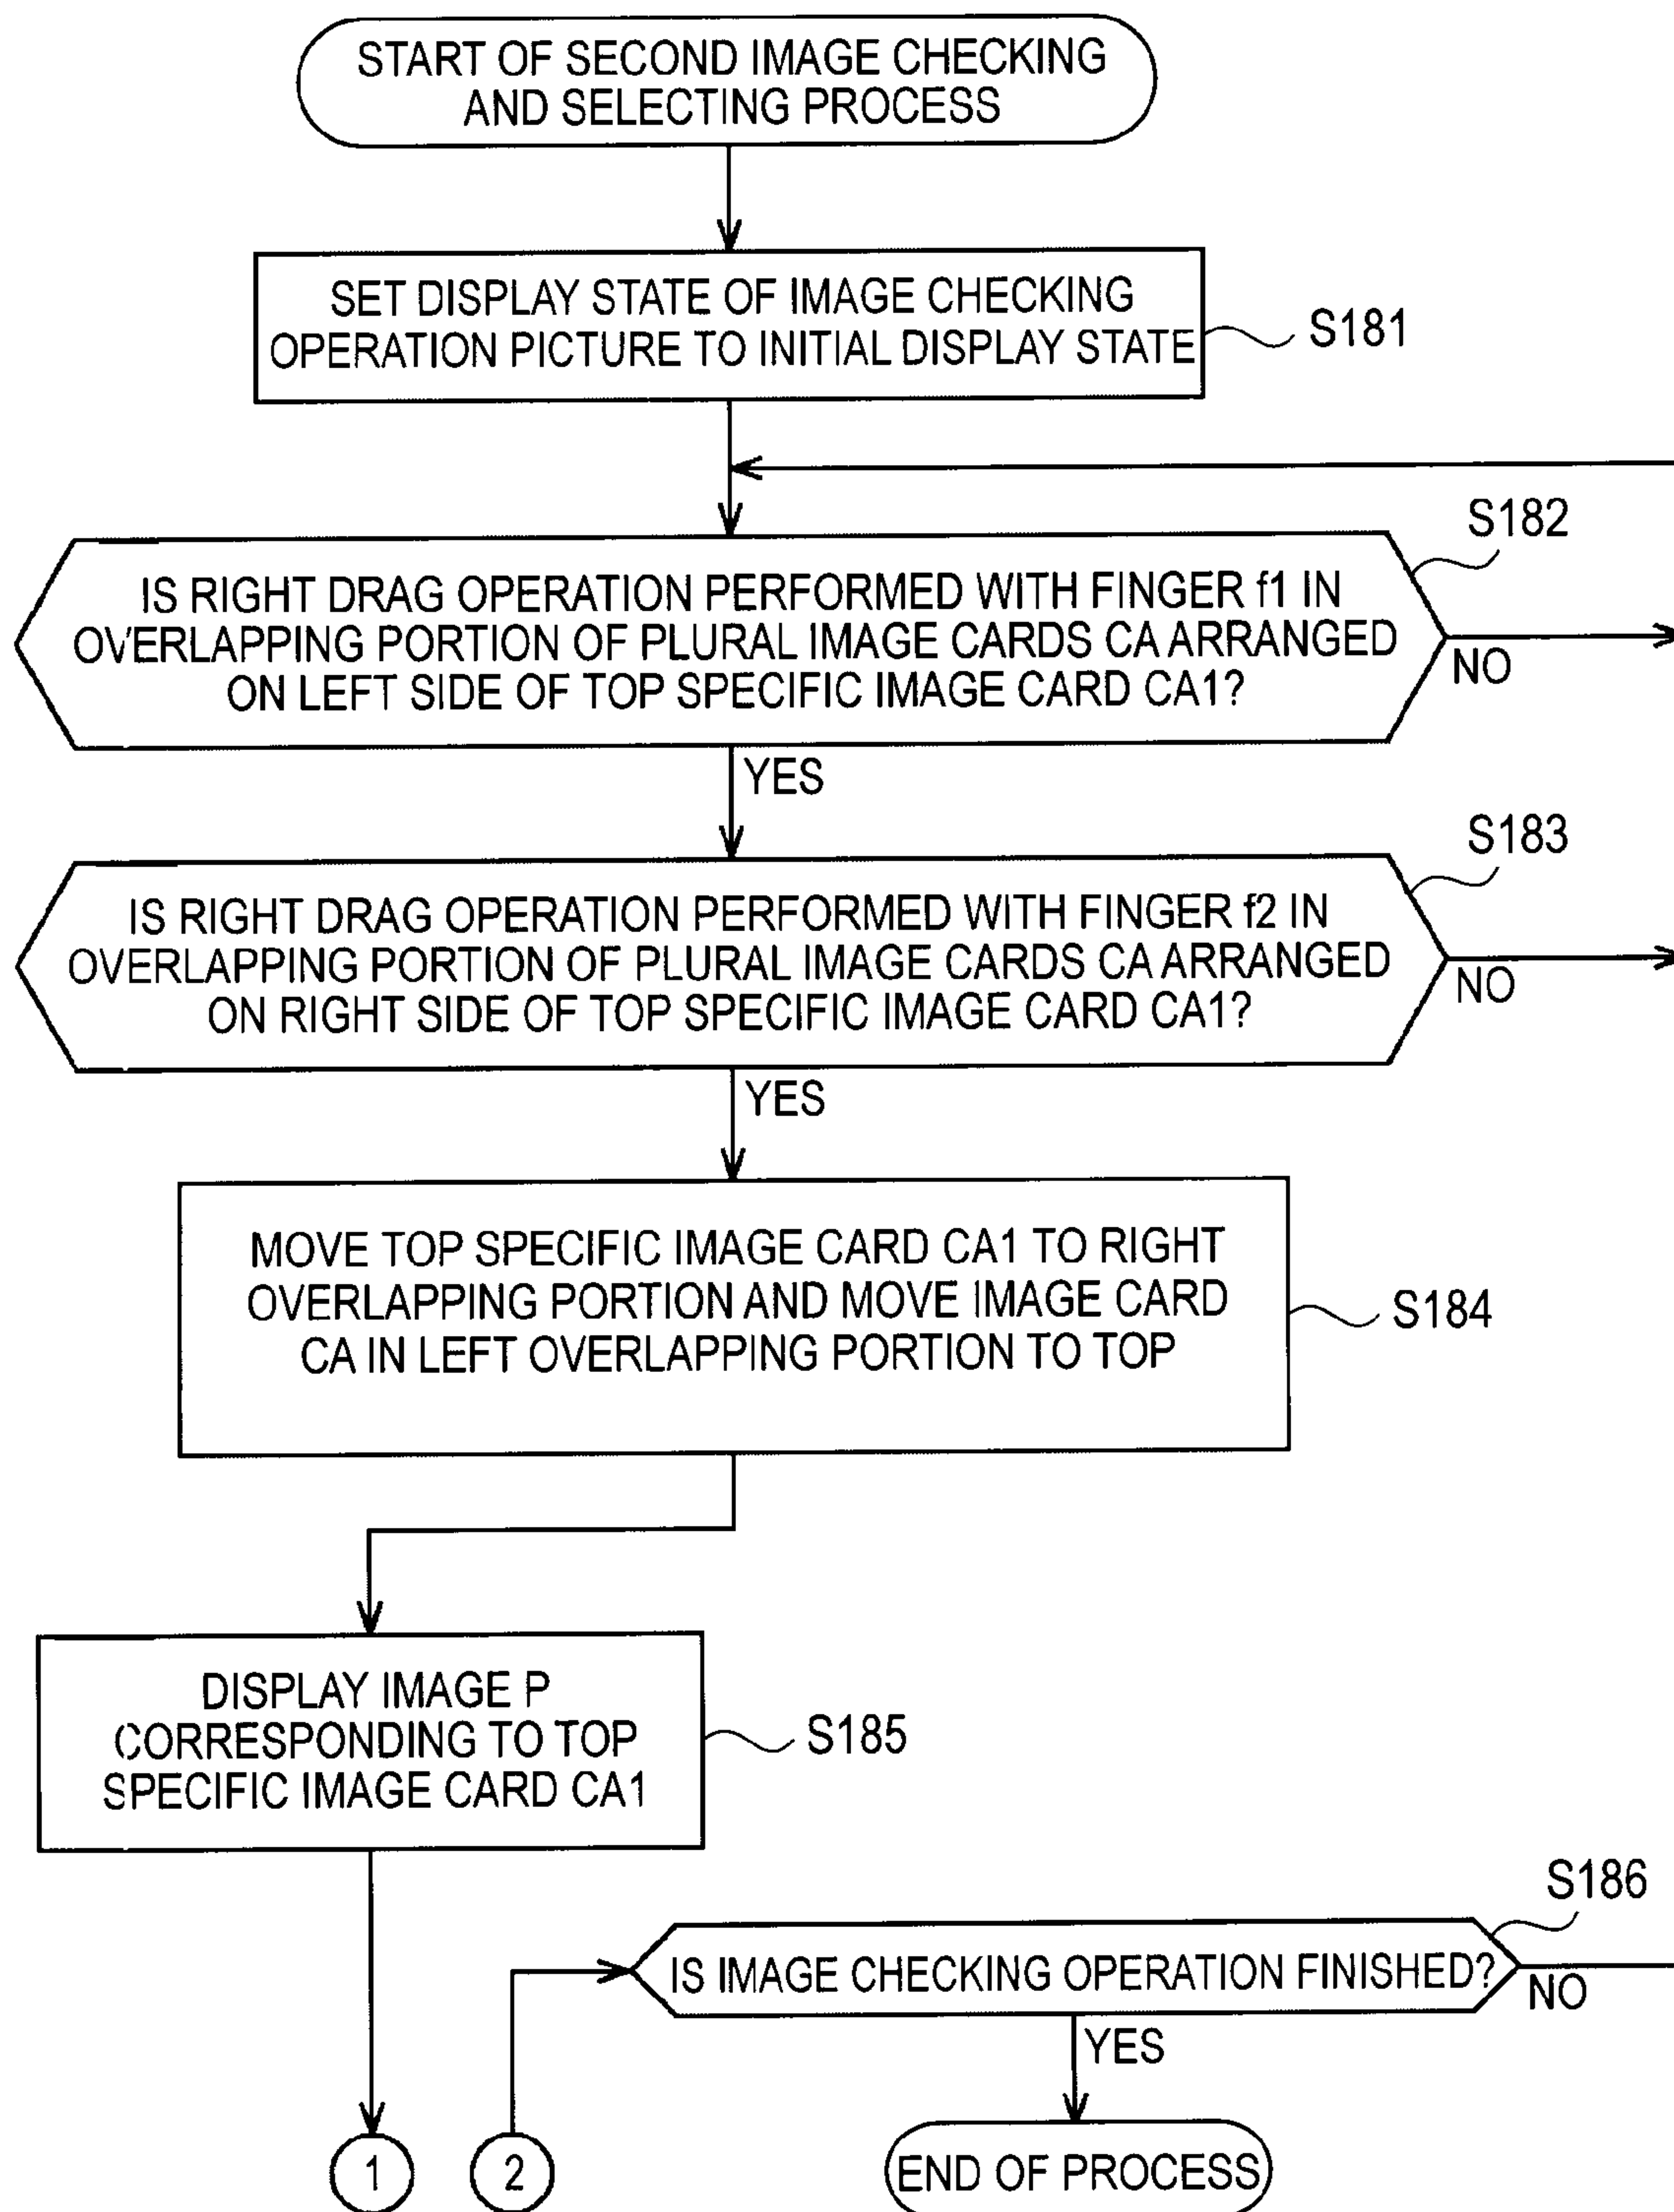 START OF SECOND IMAGE CHECKING
AND SELECTING PROCESS
SET DISPLAY STATE OF IMAGE CHECKING
OPERATION PICTURE TO INITIAL DISPLAY STATE
S181
S182
IS RIGHT DRAG OPERATION PERFORMED WITH FINGER f1 IN
OVERLAPPING PORTION OF PLURAL IMAGE CARDS CA ARRANGED
ON LEFT SIDE OF TOP SPECIFIC IMAGE CARD CA1?
NO
YES
S183
IS RIGHT DRAG OPERATION PERFORMED WITH FINGER f2 IN
OVERLAPPING PORTION OF PLURAL IMAGE CARDS CA ARRANGED
ON RIGHT SIDE OF TOP SPECIFIC IMAGE CARD CA1?
NO
YES
MOVE TOP SPECIFIC IMAGE CARD CA1 TO RIGHT
OVERLAPPING PORTION AND MOVE IMAGE CARD
CA IN LEFT OVERLAPPING PORTION TO TOP
S184
DISPLAY IMAGE P
CORRESPONDING TO TOP
SPECIFIC IMAGE CARD CA1
S185
S186
IS IMAGE CHECKING OPERATION FINISHED?
NO
YES
1
2
END OF PROCESS